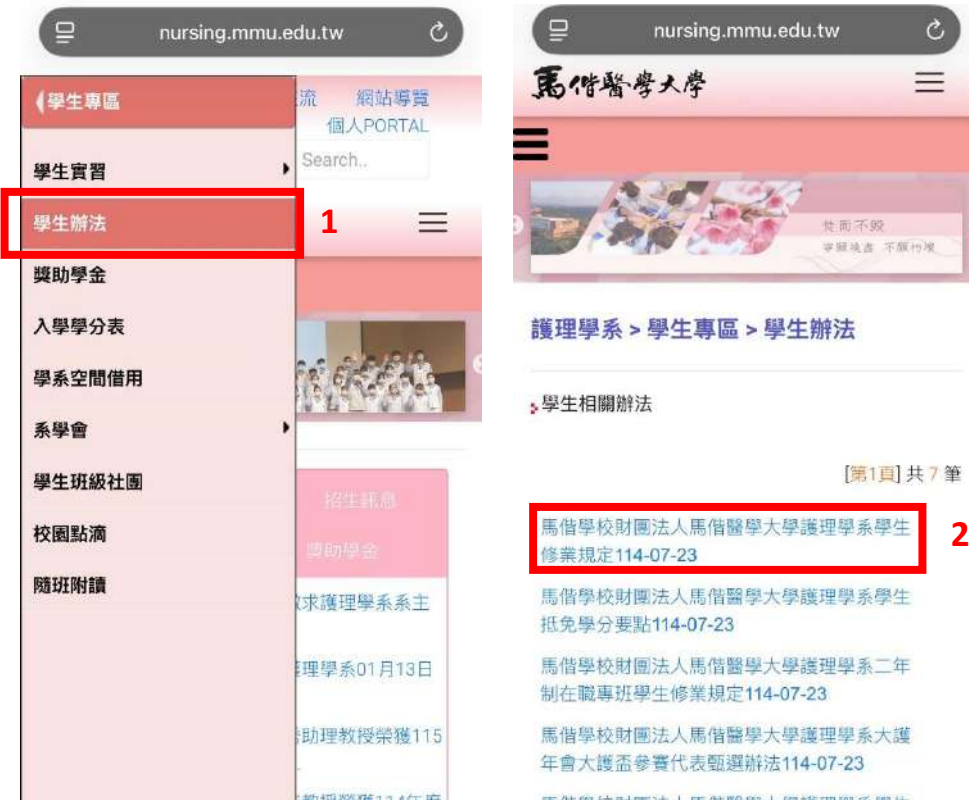 nursing.mmu.edu.tw
學生專區
流 網站導覽
個人PORTAL
Search..
學生實習
學生辦法
1
獎助學金
入學學分表
學系空間借用
系學會
學生班級社團
校園點滴
隨班附讀
招生訊息
獎助學金
求護理學系系主
理學系01月13日
助理教授榮獲115
nursing.mmu.edu.tw
馬偕醫學大學
護理學系 > 學生專區 > 學生辦法
學生相關辦法
[第1頁] 共 7 筆
馬偕學校財團法人馬偕醫學大學護理學系學生
修業規定114-07-23
2
馬偕學校財團法人馬偕醫學大學護理學系學生
抵免學分要點114-07-23
馬偕學校財團法人馬偕醫學大學護理學系二年
制在職專班學生修業規定114-07-23
馬偕學校財團法人馬偕醫學大學護理學系大護
年會大護盃參賽代表甄選辦法114-07-23